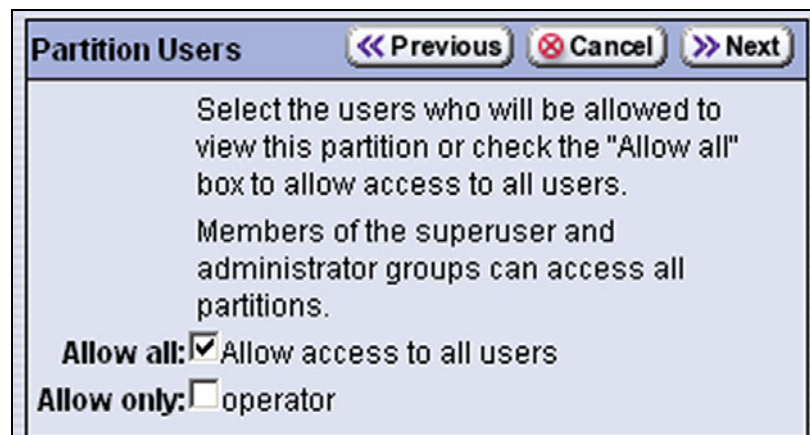 Partition Users Previous Cancel Next
Select the users who will be allowed to
view this partition or check the "Allow all"
box to allow access to all users.
Members of the superuser and
administrator groups can access all
partitions.
Allow all: Allow access to all users
Allow only: operator